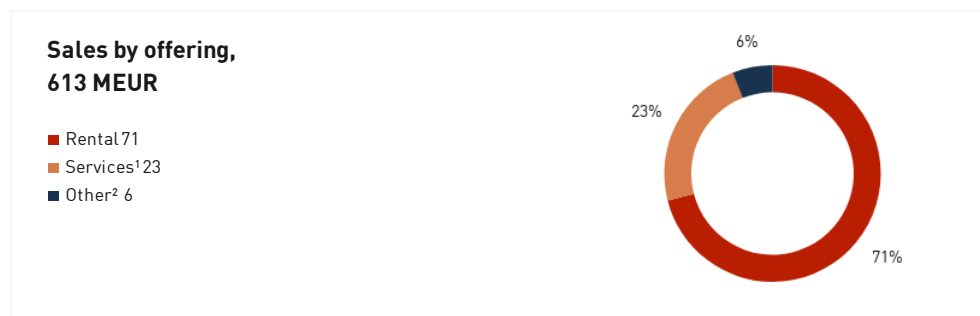 Sales by offering,
613 MEUR
Rental 71
Services¹ 23
Other² 6
6%
23%
71%